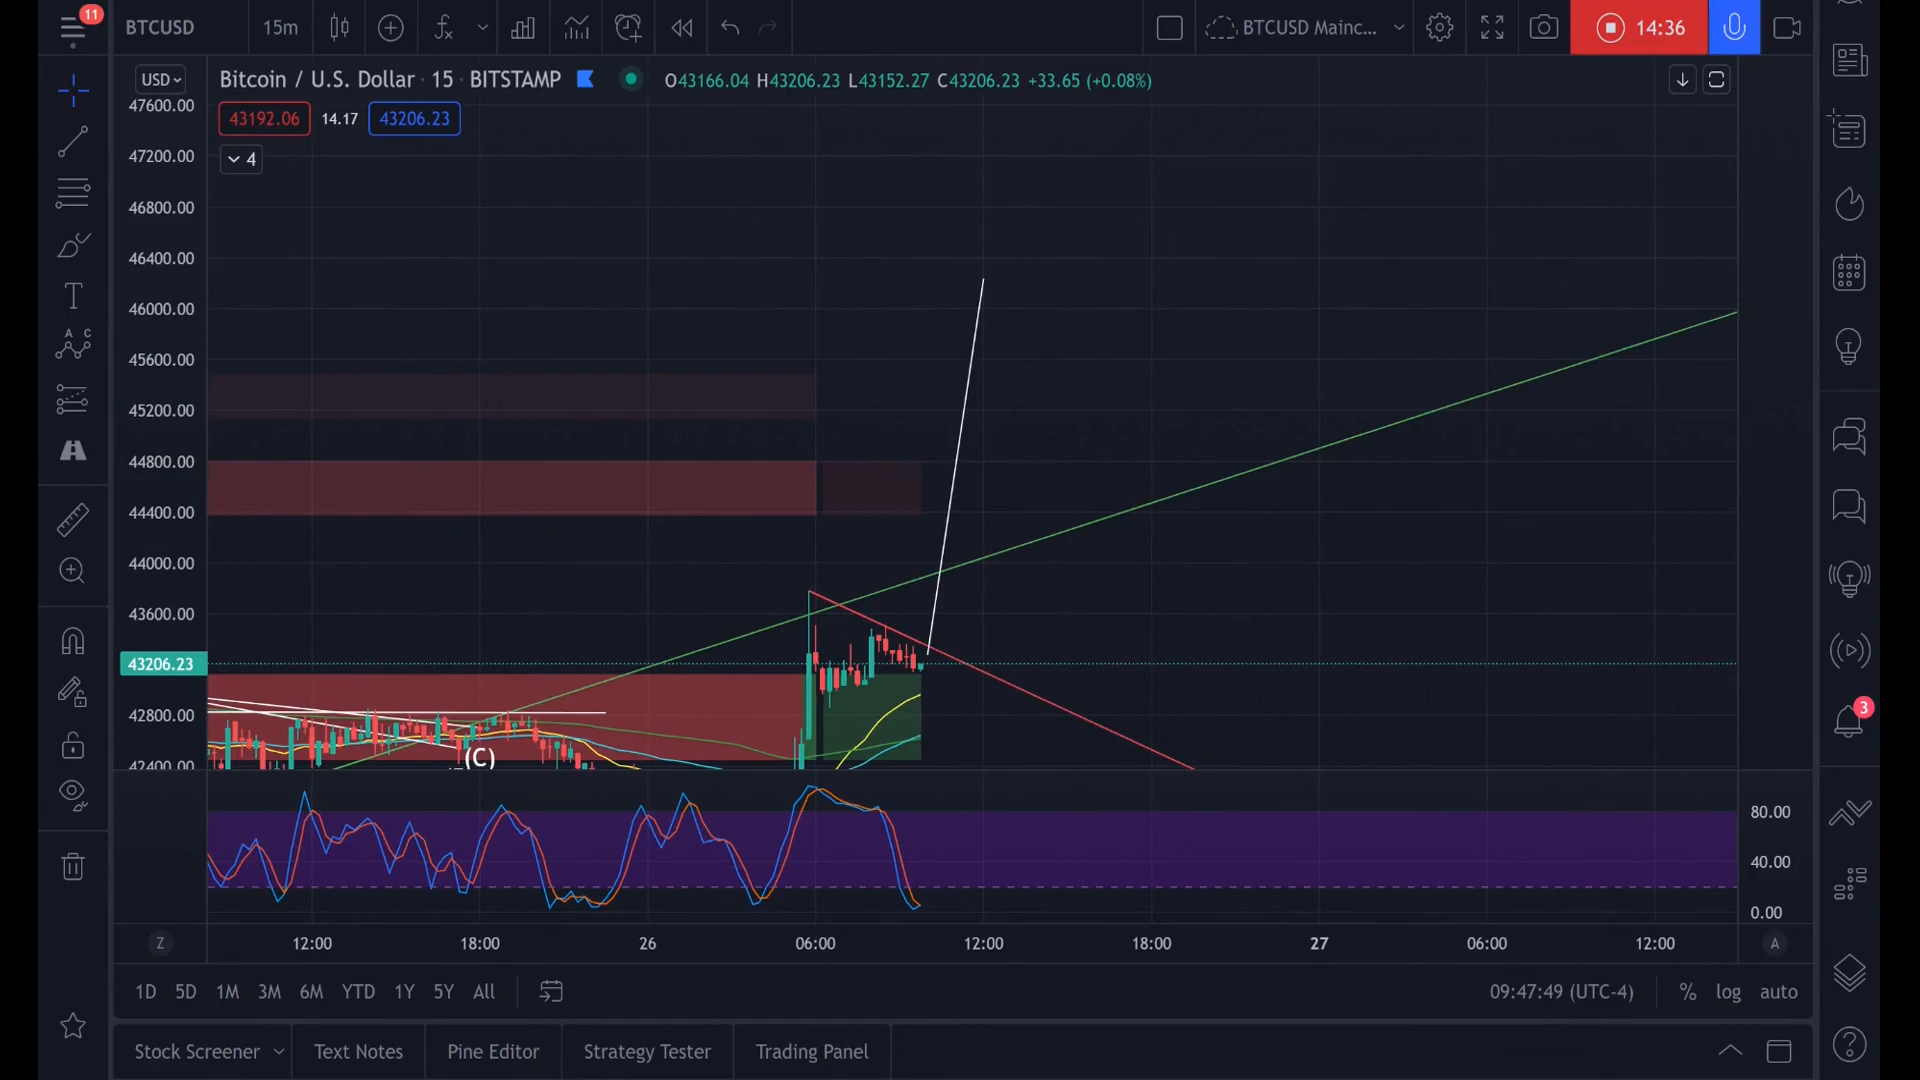 11
BTCUSD
15m
BTCUSD Mainc...
14:36
USD
Bitcoin / U.S. Dollar · 15 · BITSTAMP
O43166.04 H43206.23 L43152.27 C43206.23 +33.65 (+0.08%)
43192.06
14.17
43206.23
4
47600.00
47200.00
46800.00
46400.00
46000.00
45600.00
45200.00
44800.00
44400.00
44000.00
43600.00
43206.23
42800.00
42400.00
(C)
T
A C
3
80.00
40.00
0.00
Z
12:00
18:00
26
06:00
12:00
18:00
27
06:00
12:00
A
1D
5D
1M
3M
6M
YTD
1Y
5Y
All
09:47:49 (UTC-4)
%
log
auto
Stock Screener
Text Notes
Pine Editor
Strategy Tester
Trading Panel